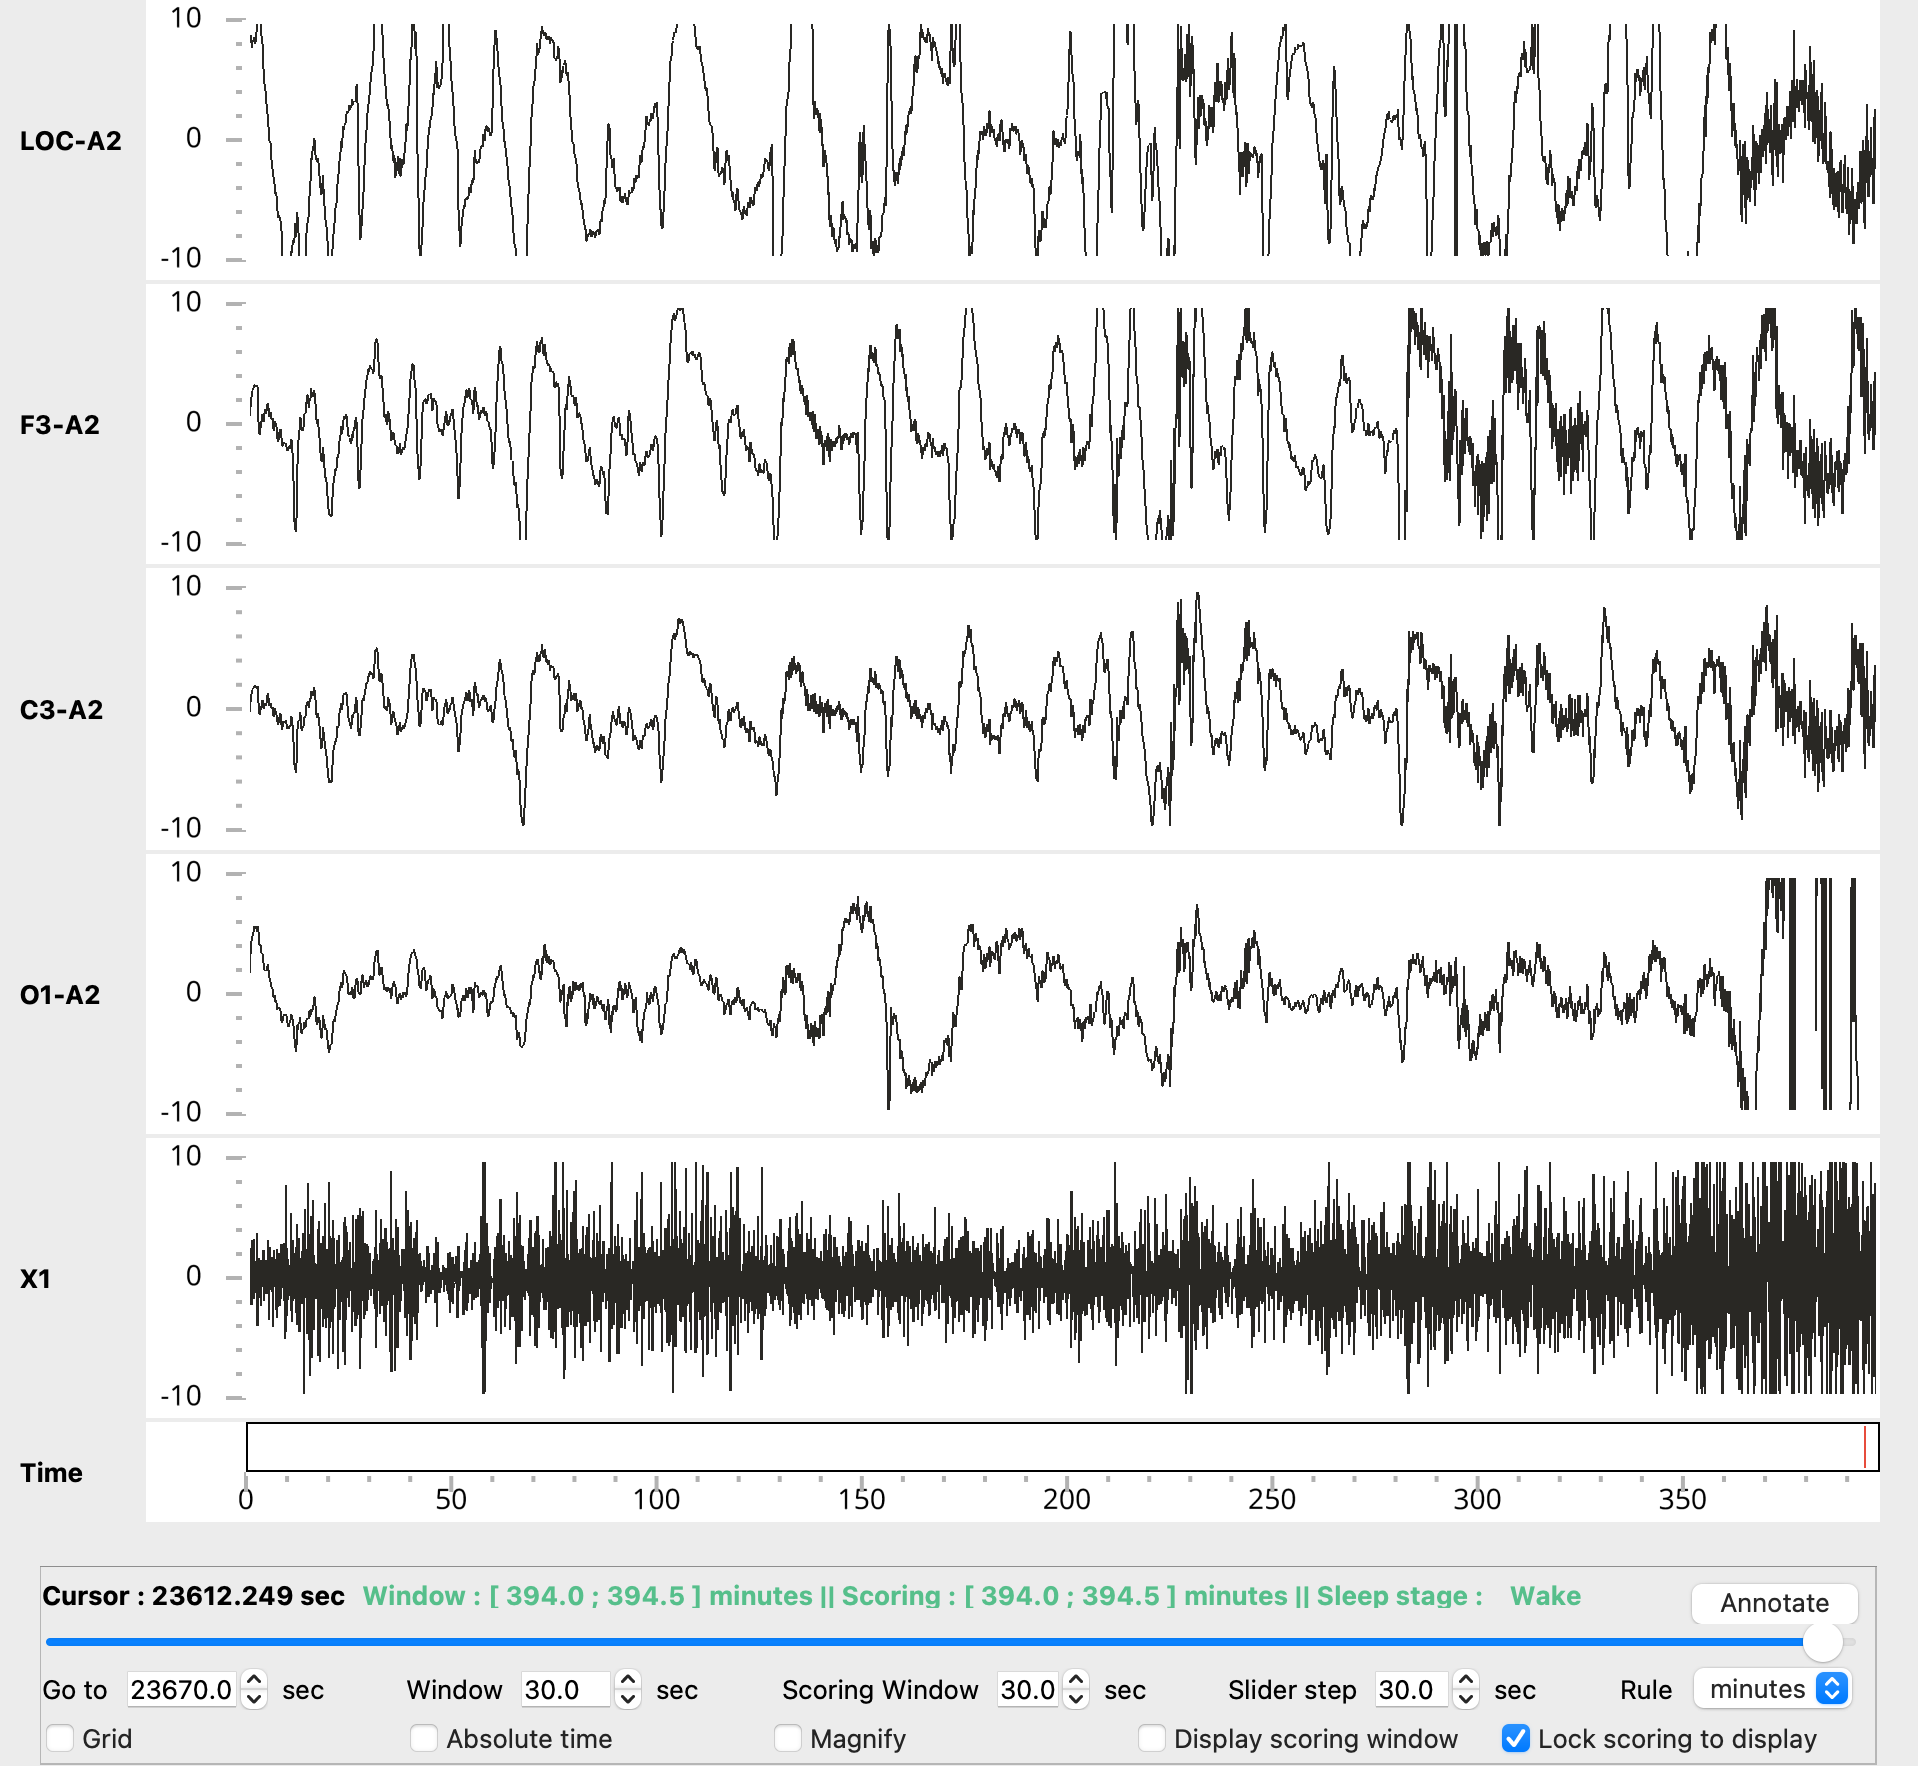 10
LOC-A2
0
-10
10
F3-A2
0
-10
10
C3-A2
0
-10
10
O1-A2
0
-10
10
X1
0
-10
Time
0 50 100 150 200 250 300 350
Cursor : 23612.249 sec Window : [ 394.0 ; 394.5 ] minutes || Scoring : [ 394.0 ; 394.5 ] minutes || Sleep stage : Wake
Annotate
Go to 23670.0 sec Window 30.0 sec Scoring Window 30.0 sec Slider step 30.0 sec Rule minutes
Grid Absolute time Magnify Display scoring window Lock scoring to display